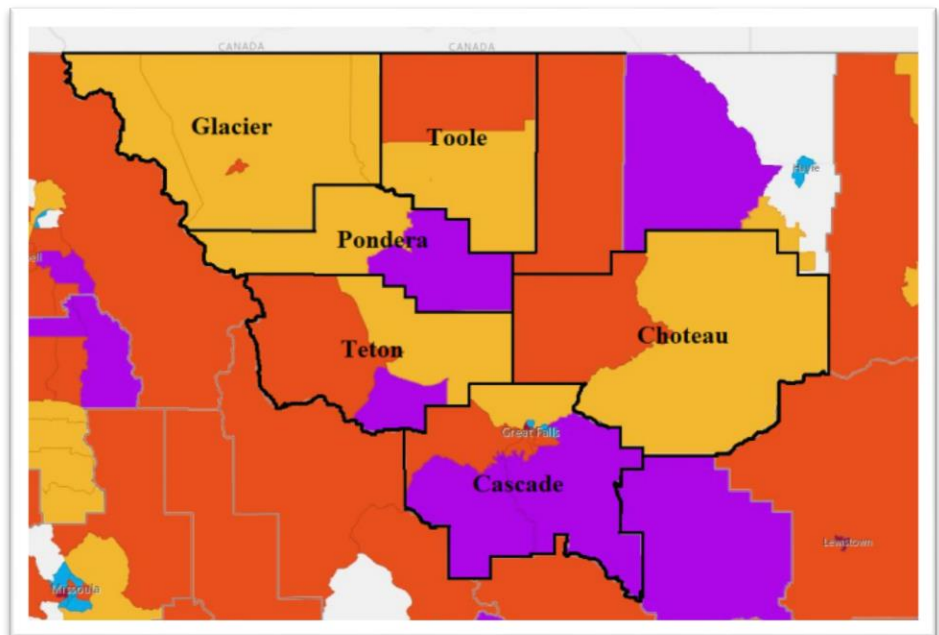 CANADA
CANADA
Glacier
Toole
Pondera
Choteau
Teton
Great Falls
Cascade
Lewistown
Missoula